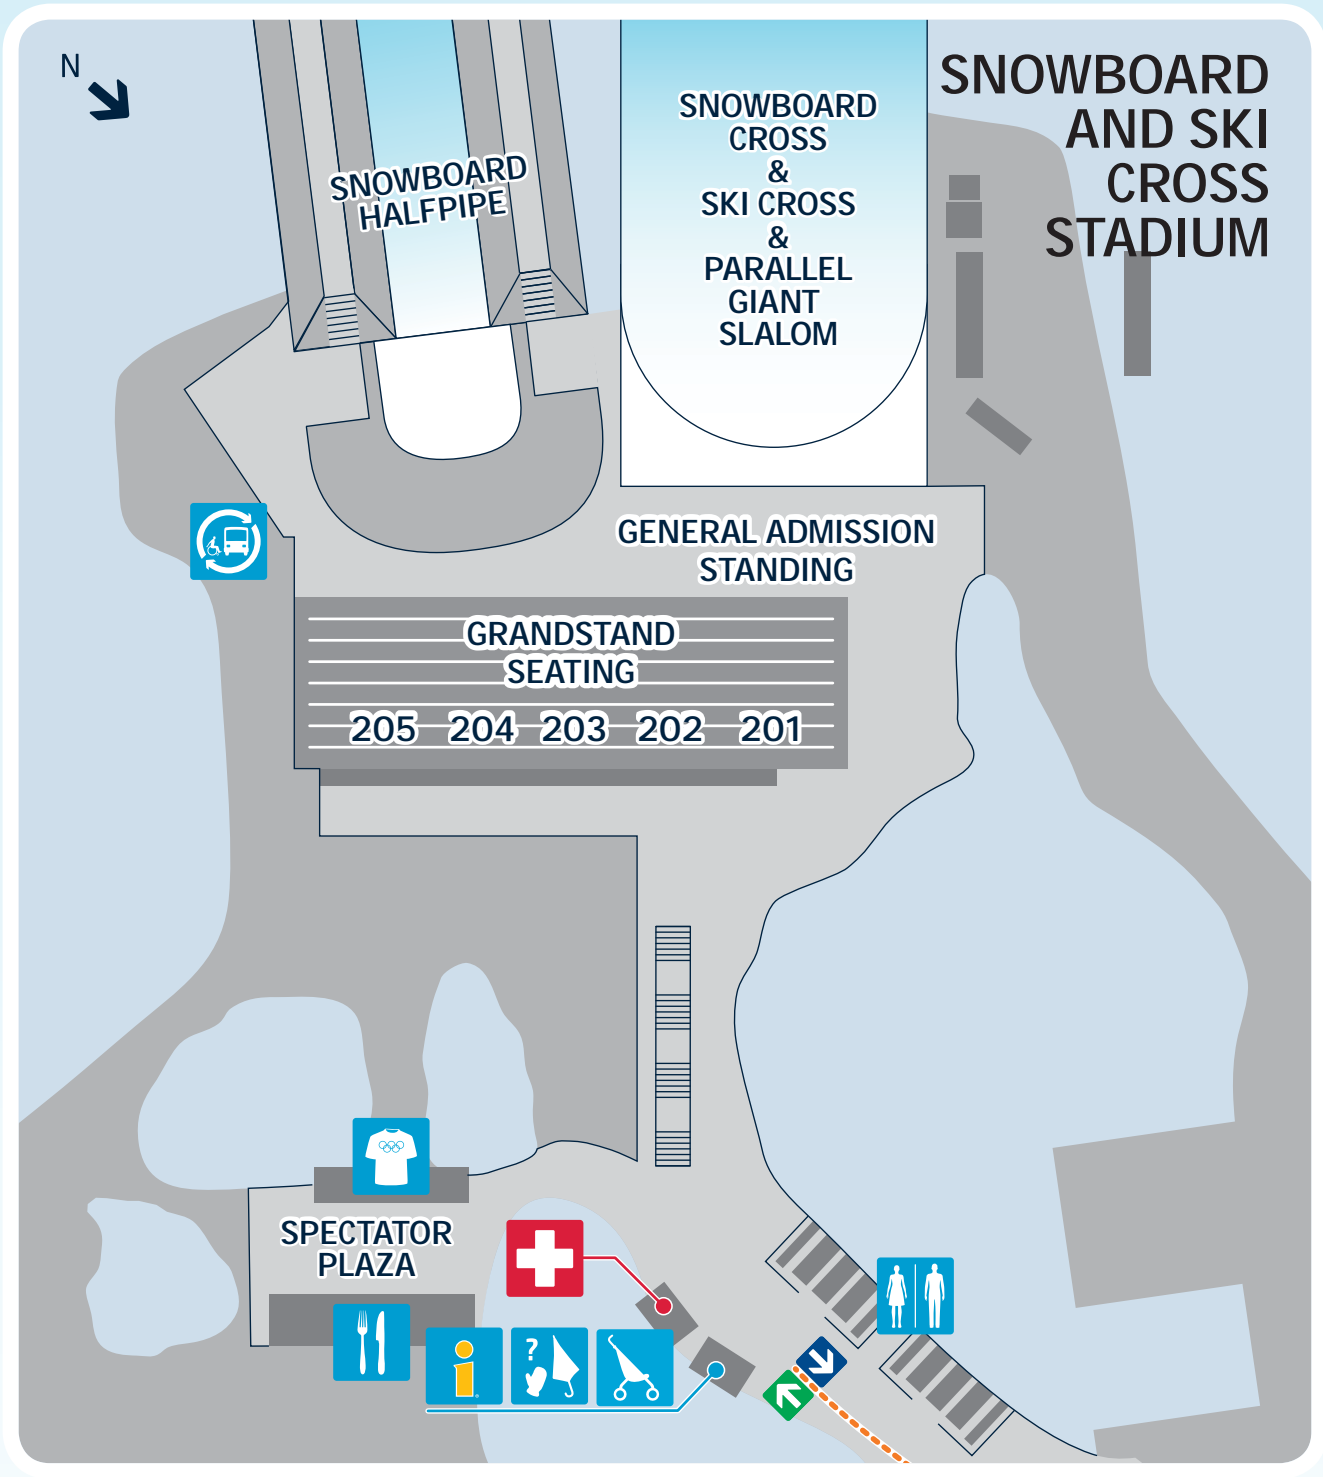 N
SNOWBOARD
AND SKI
CROSS
STADIUM
SNOWBOARD
HALFPIPE
SNOWBOARD
CROSS
&
SKI CROSS
&
PARALLEL
GIANT
SLALOM
GENERAL ADMISSION
STANDING
GRANDSTAND
SEATING
205 204 203 202 201
SPECTATOR
PLAZA
i
?